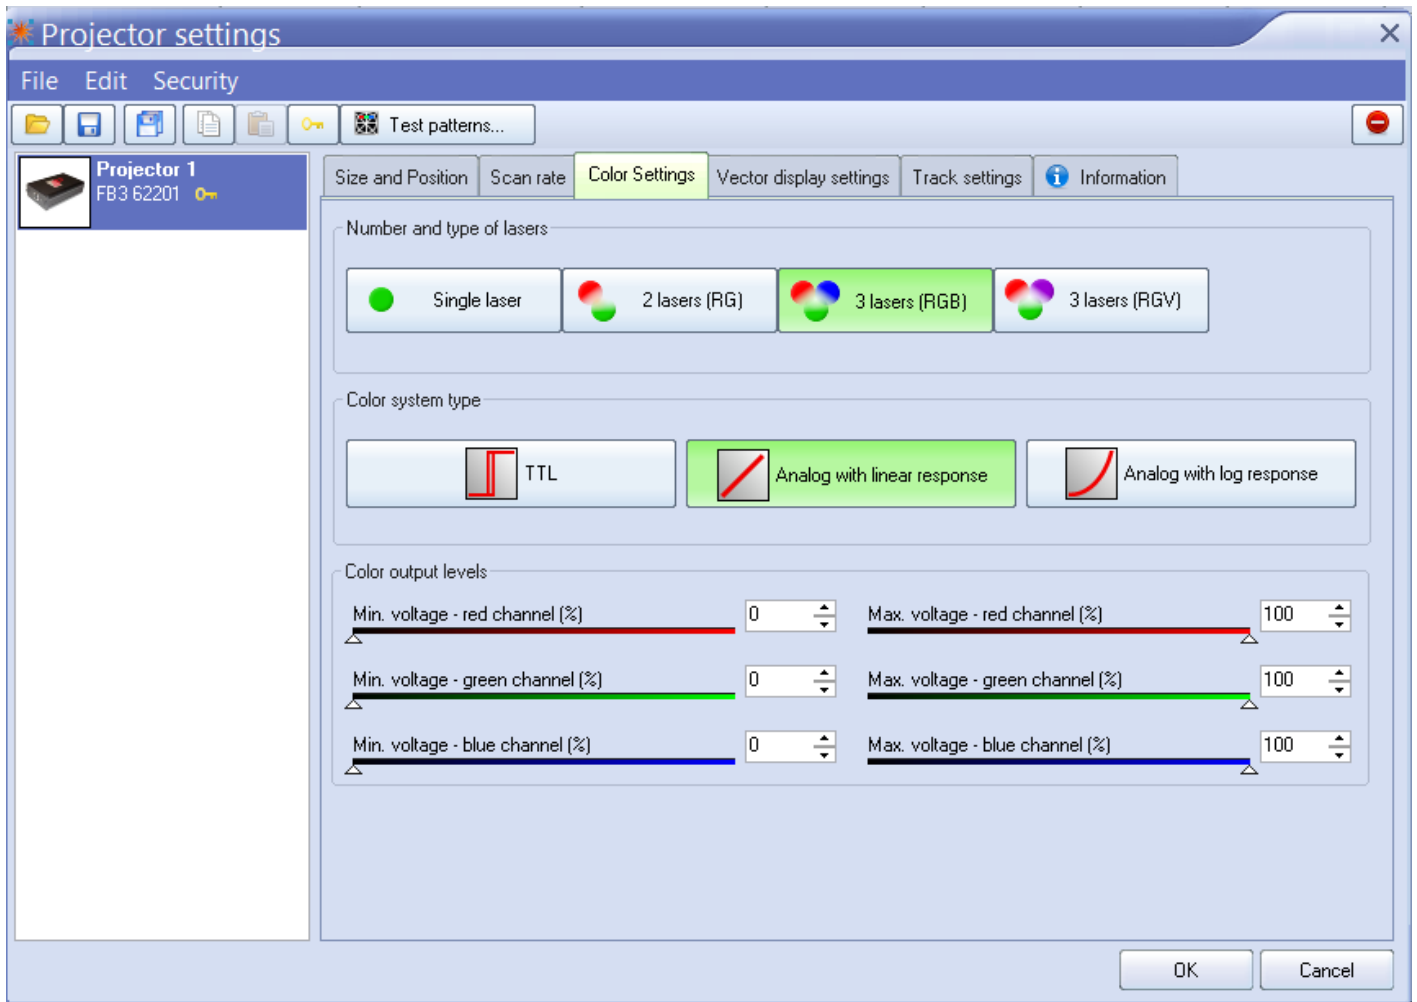 Projector settings
File Edit Security
Test patterns...
Projector 1
FB3 62201
Size and Position Scan rate Color Settings Vector display settings Track settings Information
Number and type of lasers
Single laser 2 lasers (RG) 3 lasers (RGB) 3 lasers (RGV)
Color system type
TTL Analog with linear response Analog with log response
Color output levels
Min. voltage - red channel (%) 0 Max. voltage - red channel (%) 100
Min. voltage - green channel (%) 0 Max. voltage - green channel (%) 100
Min. voltage - blue channel (%) 0 Max. voltage - blue channel (%) 100
OK Cancel